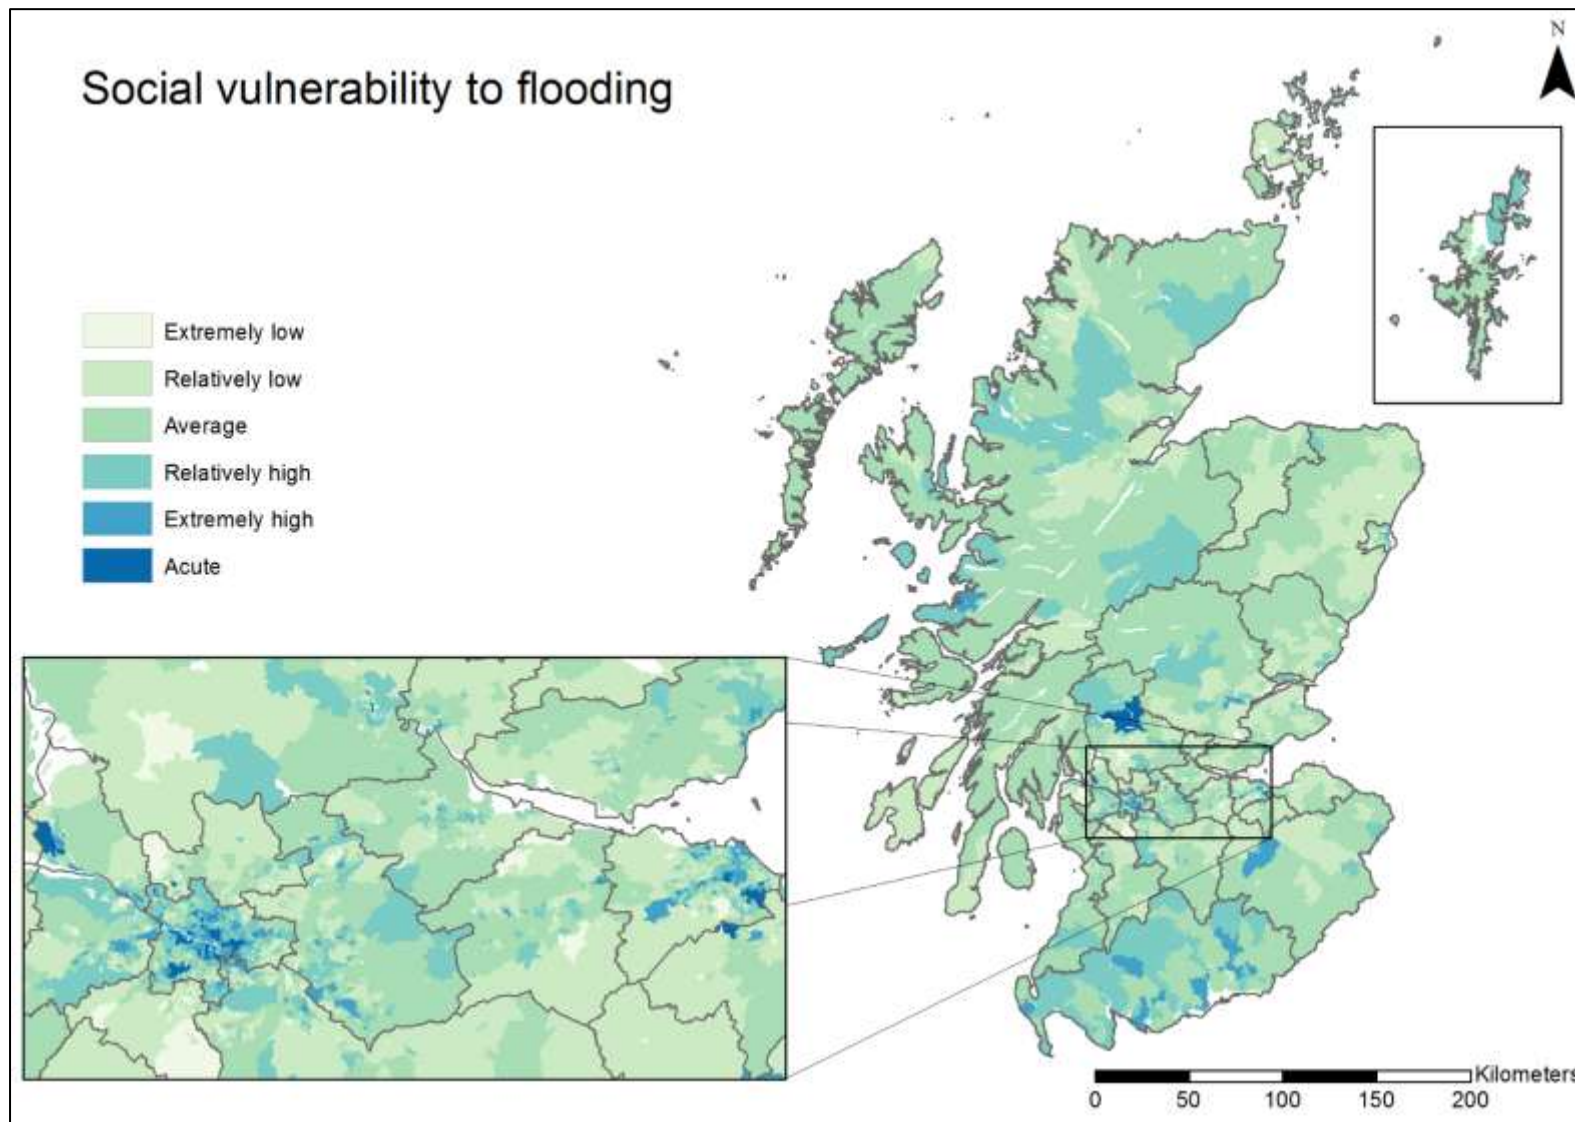 Social vulnerability to flooding
N
Extremely low
Relatively low
Average
Relatively high
Extremely high
Acute
Kilometers
0 50 100 150 200